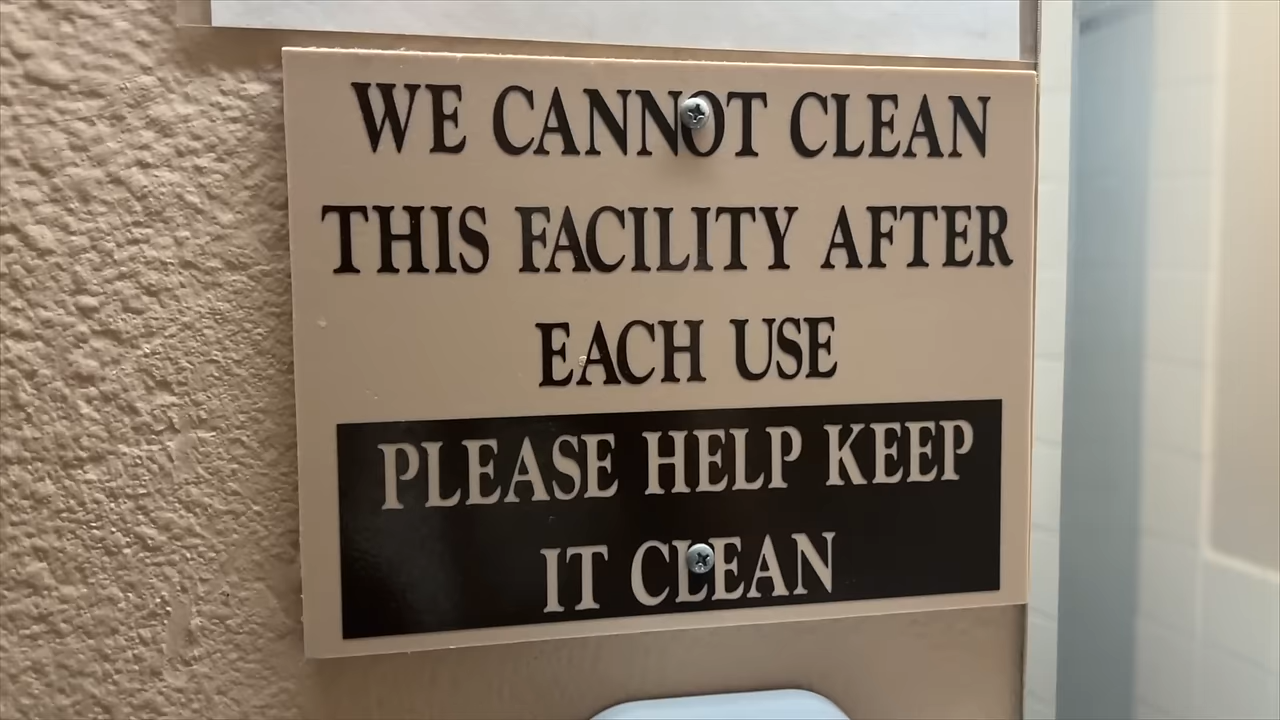 WE CANNOT CLEAN
THIS FACILITY AFTER
EACH USE
PLEASE HELP KEEP
IT CLEAN